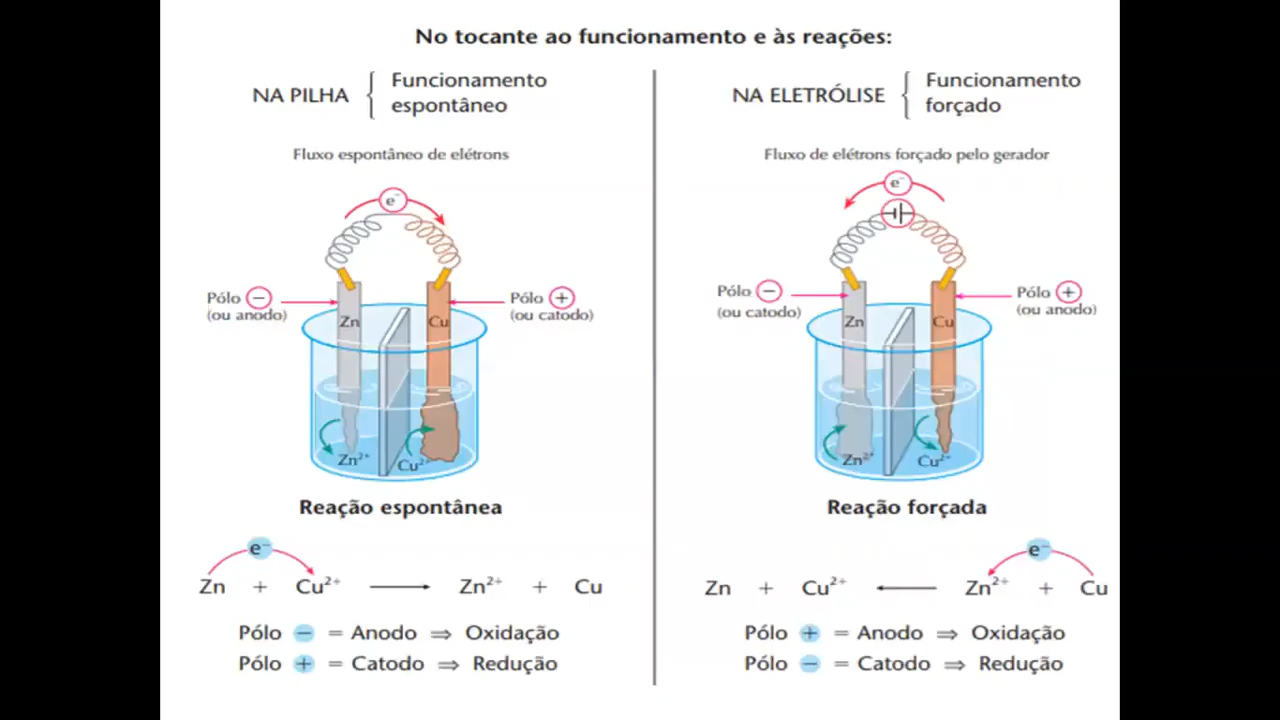 No tocante ao funcionamento e às reações:
NA PILHA { Funcionamento
espontâneo
Fluxo espontâneo de elétrons
e⁻
Pólo −
(ou anodo)
Pólo +
(ou catodo)
Zn
Cu
Zn²⁺
Cu²⁺
Reação espontânea
e⁻
Zn + Cu²⁺ ⟶ Zn²⁺ + Cu
Pólo − = Anodo ⇒ Oxidação
Pólo + = Catodo ⇒ Redução
NA ELETRÓLISE { Funcionamento
forçado
Fluxo de elétrons forçado pelo gerador
e⁻
Pólo −
(ou catodo)
Pólo +
(ou anodo)
Zn
Cu
Zn²⁺
Cu²⁺
Reação forçada
e⁻
Zn + Cu²⁺ ⟵ Zn²⁺ + Cu
Pólo + = Anodo ⇒ Oxidação
Pólo − = Catodo ⇒ Redução